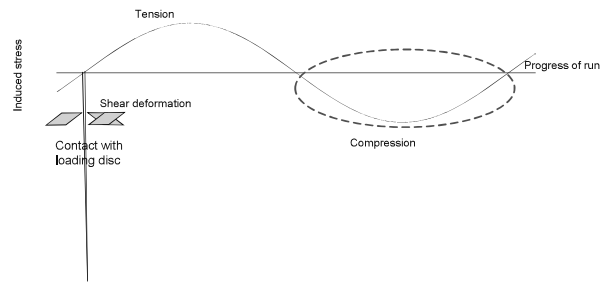 Tension
Induced stress
Progress of run
Shear deformation
Contact with
loading disc
Compression